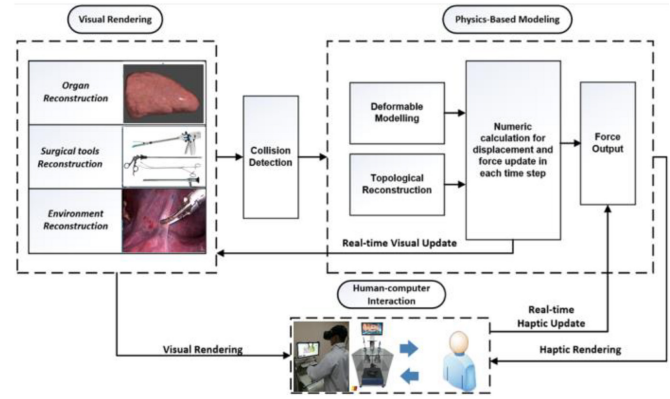 Visual Rendering
Physics-Based Modeling
Organ
Reconstruction
Surgical tools
Reconstruction
Environment
Reconstruction
Collision
Detection
Deformable
Modelling
Topological
Reconstruction
Numeric
calculation for
displacement and
force update in
each time step
Force
Output
Real-time Visual Update
Human-computer
Interaction
Real-time
Haptic Update
Visual Rendering
Haptic Rendering